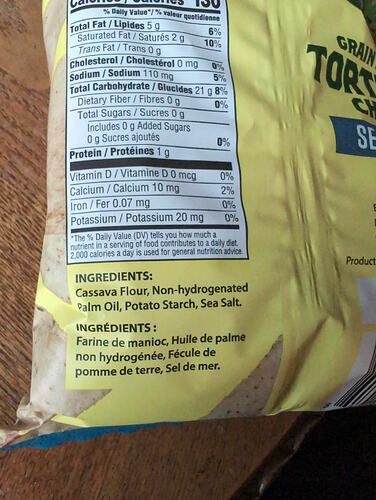 Calories / Calories 130
% Daily Value* / % valeur quotidienne
Total Fat / Lipides 5 g 6%
Saturated Fat / Saturés 2 g 10%
Trans Fat / Trans 0 g
Cholesterol / Cholestérol 0 mg 0%
Sodium / Sodium 110 mg 5%
Total Carbohydrate / Glucides 21 g 8%
Dietary Fiber / Fibres 0 g 0%
Total Sugars / Sucres 0 g
Includes 0 g Added Sugars
0 g Sucres ajoutés 0%
Protein / Protéines 1 g
Vitamin D / Vitamine D 0 mcg 0%
Calcium / Calcium 10 mg 2%
Iron / Fer 0.07 mg 0%
Potassium / Potassium 20 mg 0%
*The % Daily Value (DV) tells you how much a
nutrient in a serving of food contributes to a daily diet.
2,000 calories a day is used for general nutrition advice.
INGREDIENTS:
Cassava Flour, Non-hydrogenated
Palm Oil, Potato Starch, Sea Salt.
INGRÉDIENTS :
Farine de manioc, Huile de palme
non hydrogénée, Fécule de
pomme de terre, Sel de mer.
GRAIN
TORT
CH
SE
Product